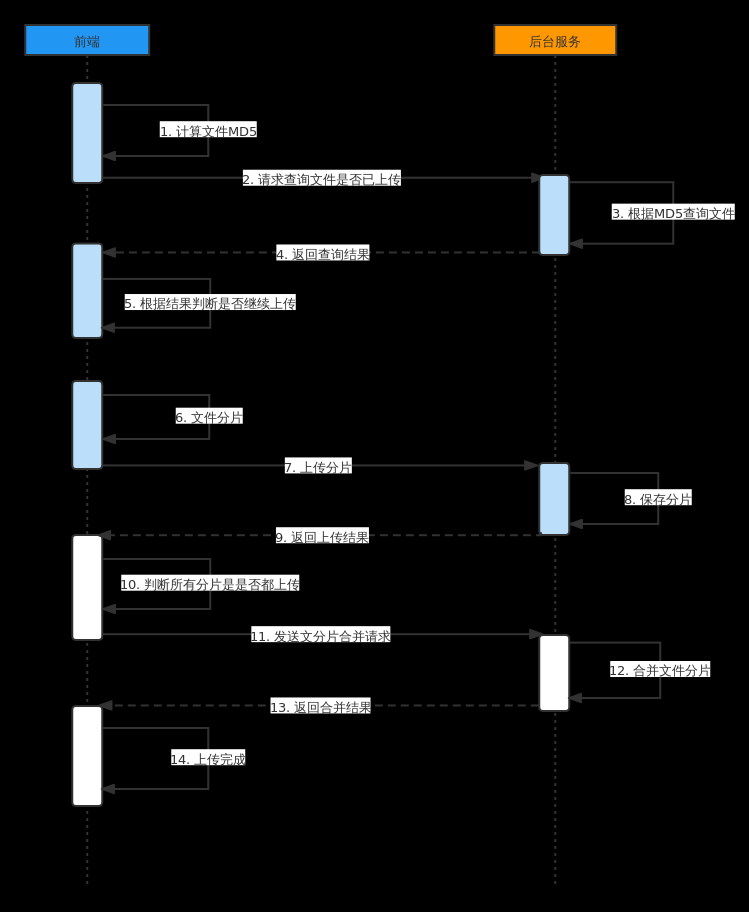 前端
后台服务
1. 计算文件MD5
2. 请求查询文件是否已上传
3. 根据MD5查询文件
4. 返回查询结果
5. 根据结果判断是否继续上传
6. 文件分片
7. 上传分片
8. 保存分片
9. 返回上传结果
10. 判断所有分片是是否都上传
11. 发送文分片合并请求
12. 合并文件分片
13. 返回合并结果
14. 上传完成